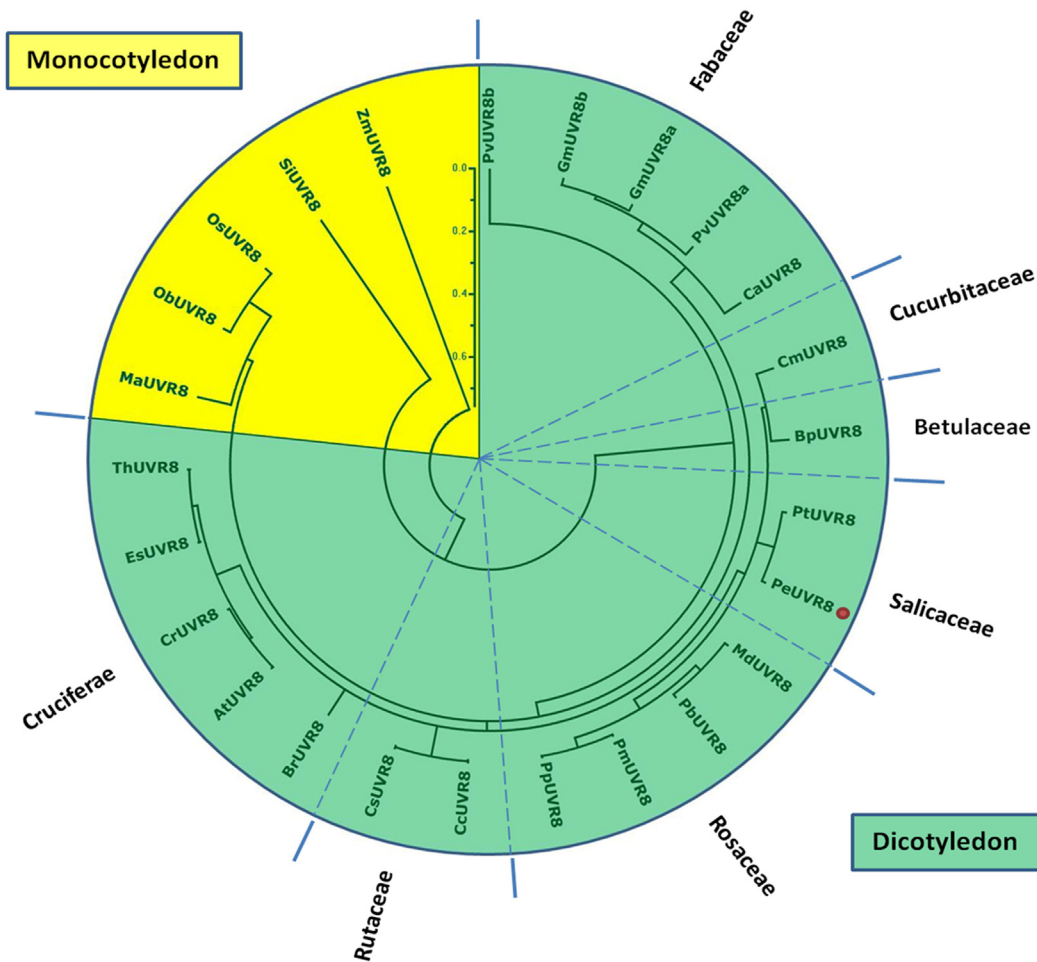 Monocotyledon
Fabaceae
ZmUVR8
SiUVR8
OsUVR8
ObUVR8
MaUVR8
0.0
0.2
0.4
0.6
PvUVR8b
GmUVR8b
GmUVR8a
PvUVR8a
CaUVR8
Cucurbitaceae
CmUVR8
Betulaceae
BpUVR8
PtUVR8
PeUVR8
Salicaceae
MdUVR8
PbUVR8
PmUVR8
PpUVR8
Rosaceae
CcUVR8
CsUVR8
Rutaceae
BrUVR8
AtUVR8
CrUVR8
EsUVR8
ThUVR8
Cruciferae
Dicotyledon